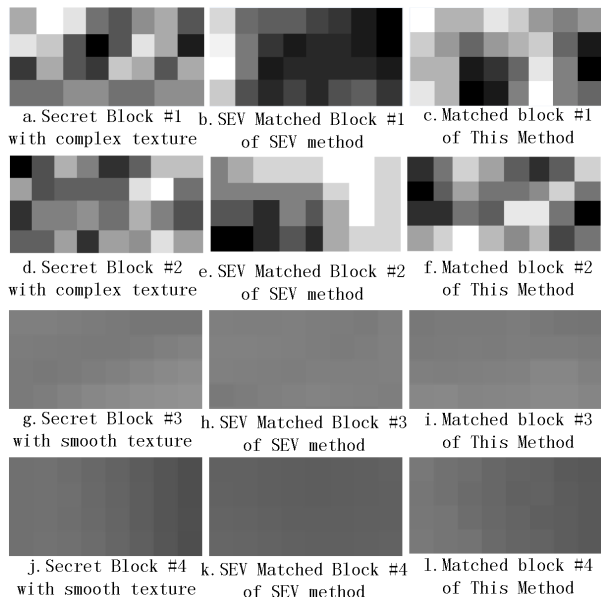 a. Secret Block #1
with complex texture
b. SEV Matched Block #1
of SEV method
c. Matched block #1
of This Method
d. Secret Block #2
with complex texture
e. SEV Matched Block #2
of SEV method
f. Matched block #2
of This Method
g. Secret Block #3
with smooth texture
h. SEV Matched Block #3
of SEV method
i. Matched block #3
of This Method
j. Secret Block #4
with smooth texture
k. SEV Matched Block #4
of SEV method
l. Matched block #4
of This Method